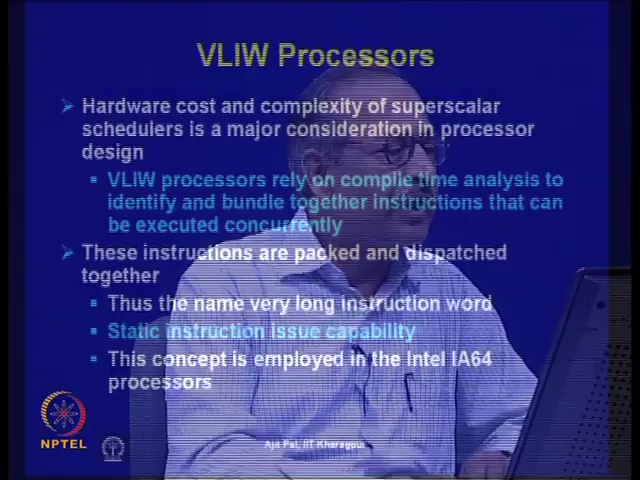 VLIW Processors
Hardware cost and complexity of superscalar
schedulers is a major consideration in processor
design
VLIW processors rely on compile time analysis to
identify and bundle together instructions that can
be executed concurrently
These instructions are packed and dispatched
together
Thus the name very long instruction word
Static instruction issue capability
This concept is employed in the Intel IA64
processors
NPTEL
Ajit Pal, IIT Kharagpur